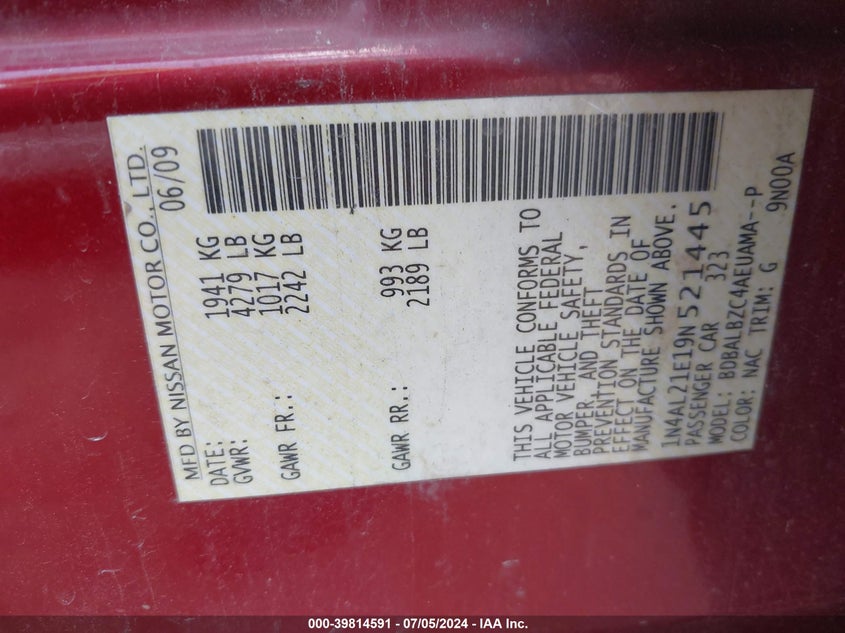 MFD BY NISSAN MOTOR CO., LTD.
DATE: 06/09
GVWR: 1941 KG
4279 LB
GAWR FR.: 1017 KG
2242 LB
GAWR RR.: 993 KG
2189 LB
THIS VEHICLE CONFORMS TO
ALL APPLICABLE FEDERAL
MOTOR VEHICLE SAFETY,
BUMPER, AND THEFT
PREVENTION STANDARDS IN
EFFECT ON THE DATE OF
MANUFACTURE SHOWN ABOVE.
1N4AL21E19N521445
PASSENGER CAR 323
MODEL: BDBALBZC4AEUAMA--P
COLOR: NAC TRIM: G 9N00A
000-39814591 - 07/05/2024 - IAA Inc.